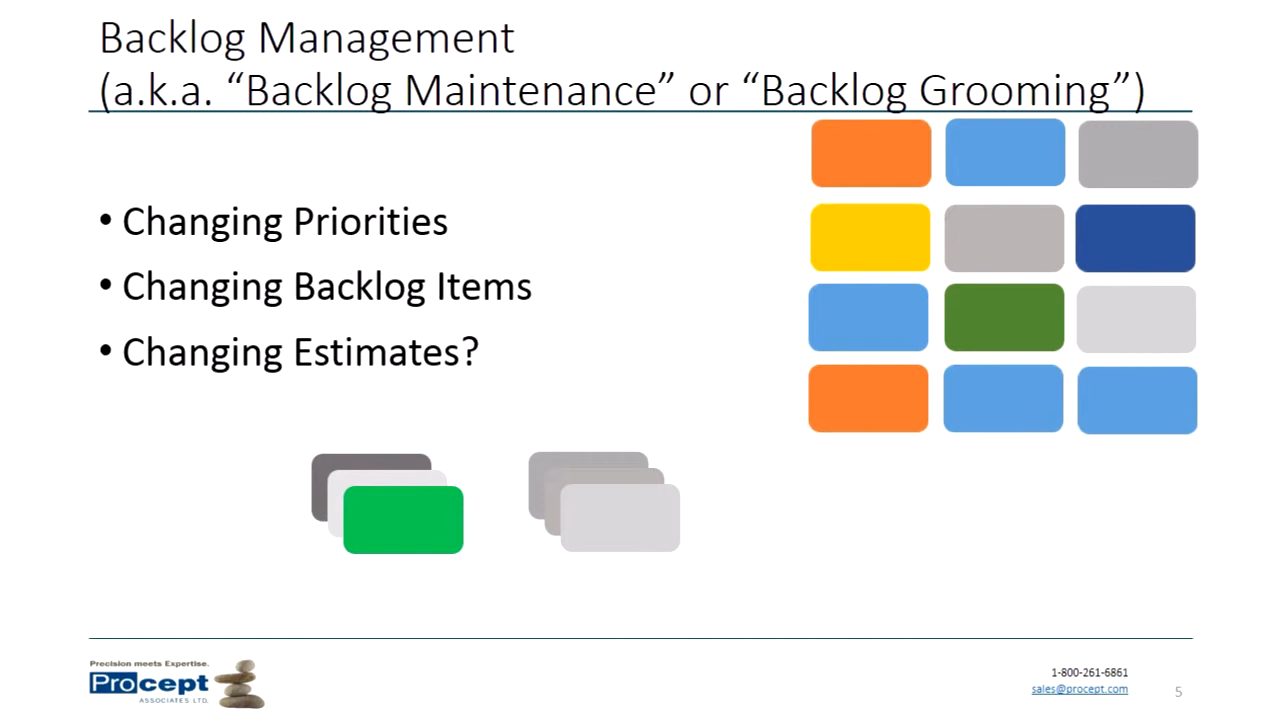 Backlog Management
(a.k.a. “Backlog Maintenance” or “Backlog Grooming”)
• Changing Priorities
• Changing Backlog Items
• Changing Estimates?
Precision meets Expertise.
Procept
ASSOCIATES LTD.
1-800-261-6861
sales@procept.com
5